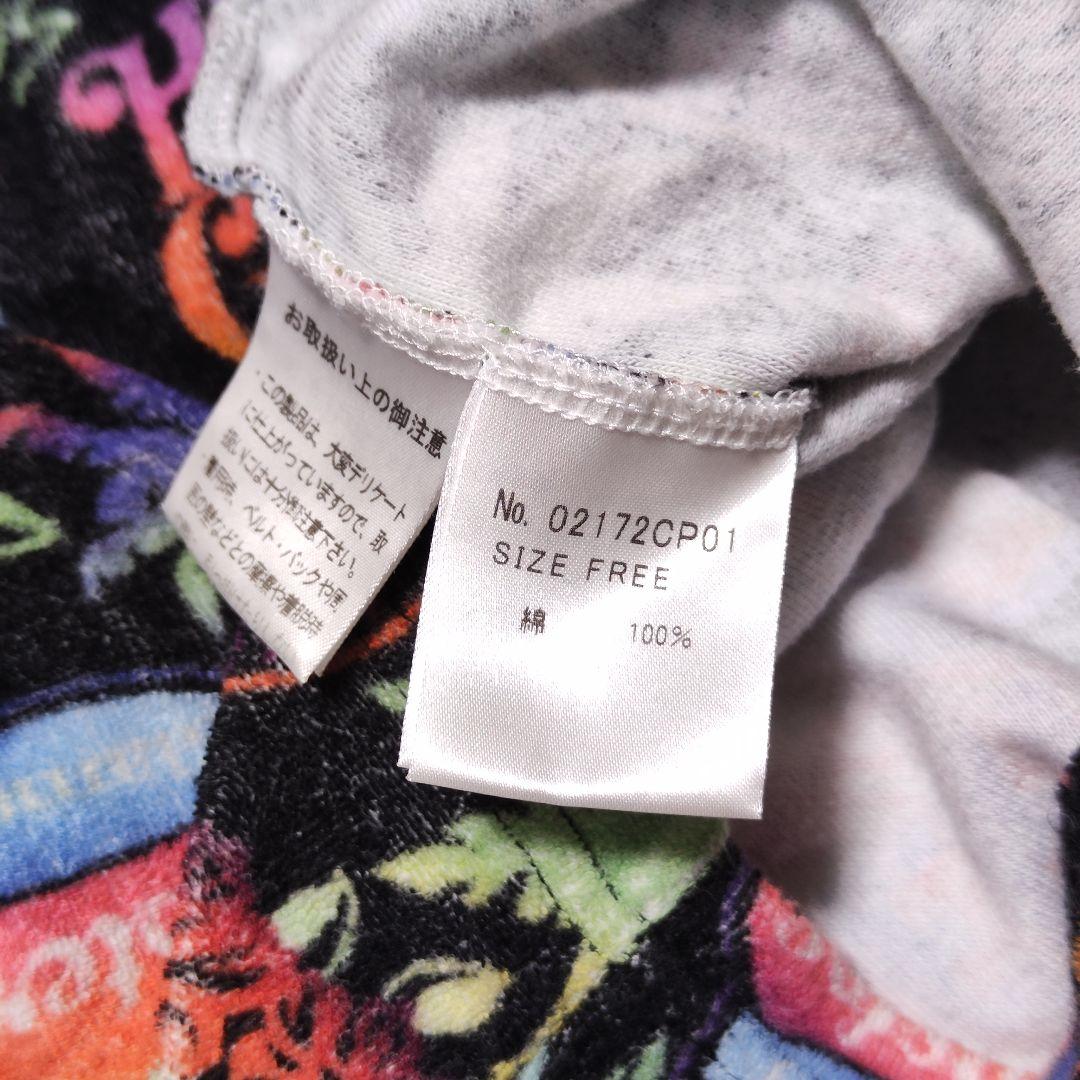 お取扱い上の御注意
・この製品は、大変デリケート
に仕上がっていますので、取
扱いには十分御注意下さい。
・着用時、ベルト・バックや座
No. 02172CP01
SIZE FREE
綿 100%